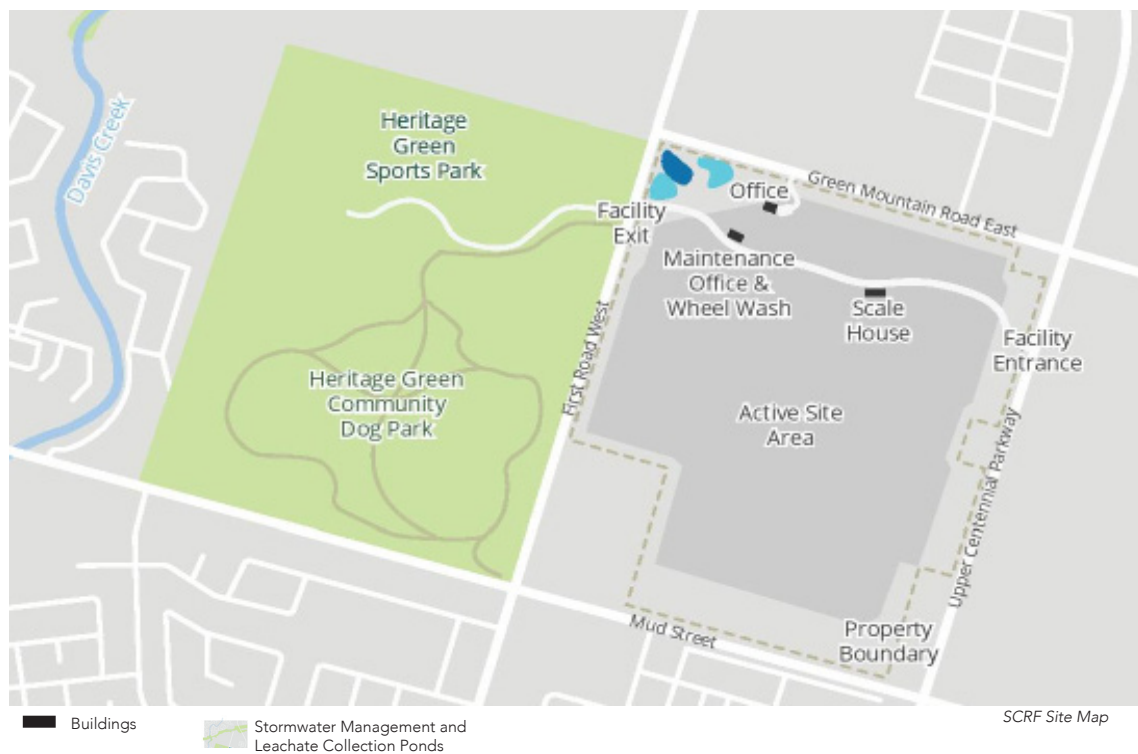 Davis Creek
Heritage
Green
Sports Park
Facility
Exit
Office
Green Mountain Road East
Maintenance
Office &
Wheel Wash
Scale
House
Facility
Entrance
Heritage Green
Community
Dog Park
First Road West
Active Site
Area
Upper Centennial Parkway
Mud Street
Property
Boundary
Buildings
Stormwater Management and
Leachate Collection Ponds
SCRF Site Map